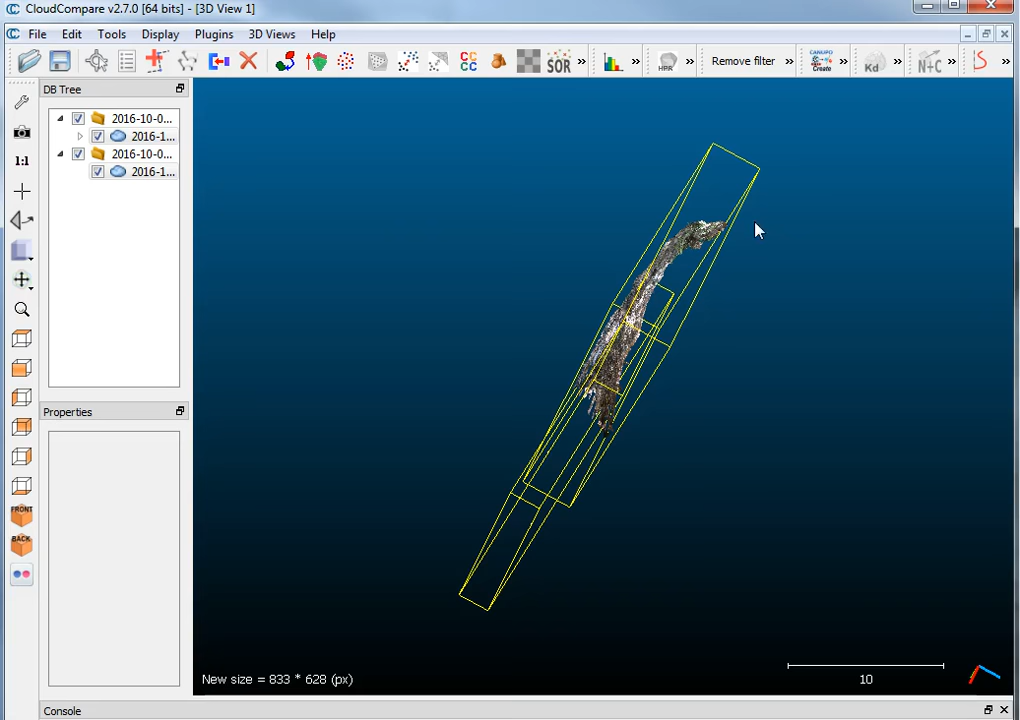 CloudCompare v2.7.0 [64 bits] - [3D View 1]
File Edit Tools Display Plugins 3D Views Help
CC CC SOR » HPR » Remove filter » CANUPO Create » Kd » N+C »
DB Tree
2016-10-0...
2016-1...
2016-10-0...
2016-1...
1:1
Properties
FRONT
BACK
New size = 833 * 628 (px)
10
Console